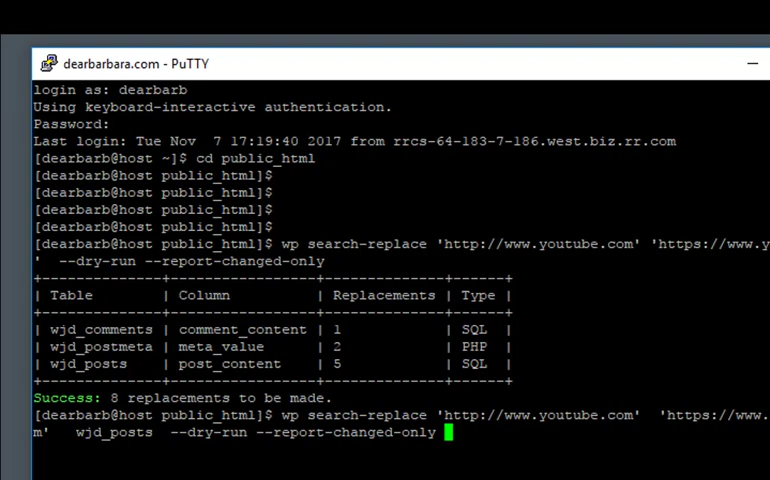 dearbarbara.com - PuTTY
login as: dearbarb
Using keyboard-interactive authentication.
Password:
Last login: Tue Nov  7 17:19:40 2017 from rrcs-64-183-7-186.west.biz.rr.com
[dearbarb@host ~]$ cd public_html
[dearbarb@host public_html]$
[dearbarb@host public_html]$
[dearbarb@host public_html]$
[dearbarb@host public_html]$
[dearbarb@host public_html]$ wp search-replace 'http://www.youtube.com' 'https://www.y
'  --dry-run --report-changed-only
+--------------+-----------------+--------------+------+
| Table        | Column          | Replacements | Type |
+--------------+-----------------+--------------+------+
| wjd_comments | comment_content | 1            | SQL  |
| wjd_postmeta | meta_value      | 2            | PHP  |
| wjd_posts    | post_content    | 5            | SQL  |
+--------------+-----------------+--------------+------+
Success: 8 replacements to be made.
[dearbarb@host public_html]$ wp search-replace 'http://www.youtube.com'  'https://www.
m'   wjd_posts  --dry-run --report-changed-only